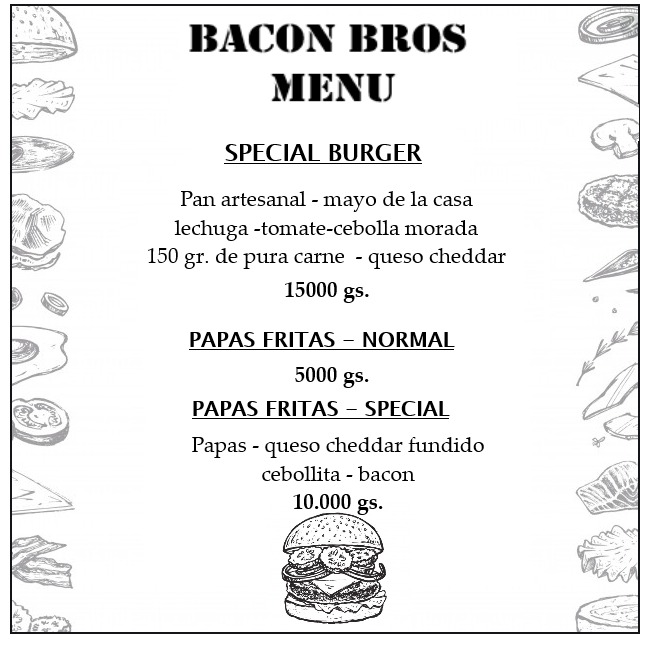 BACON BROS
MENU
SPECIAL BURGER
Pan artesanal - mayo de la casa
lechuga -tomate-cebolla morada
150 gr. de pura carne - queso cheddar
15000 gs.
PAPAS FRITAS – NORMAL
5000 gs.
PAPAS FRITAS – SPECIAL
Papas - queso cheddar fundido
cebollita - bacon
10.000 gs.